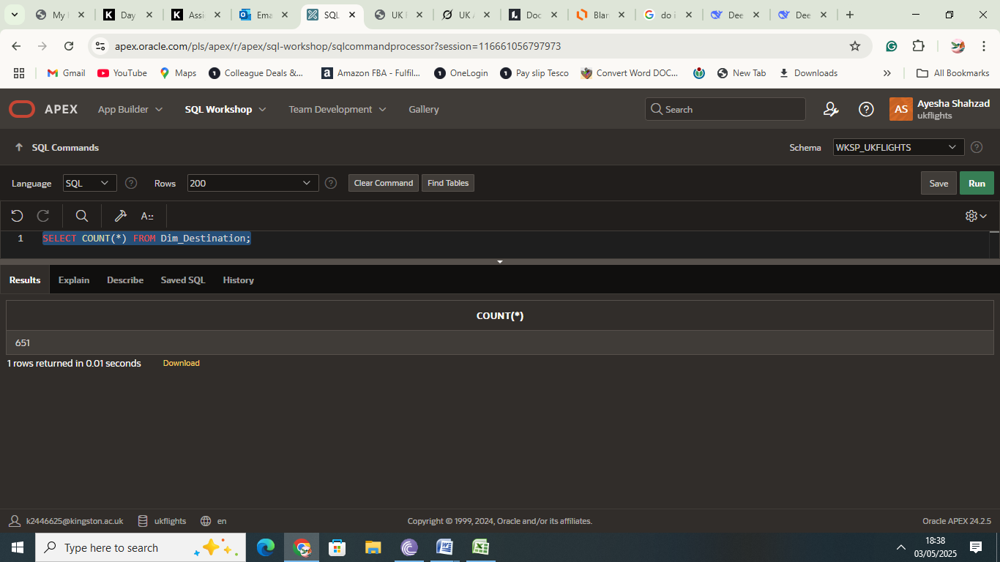 My Day Assi Ema SQL UK UK Doc Blan do i Dee Dee
apex.oracle.com/pls/apex/r/apex/sql-workshop/sqlcommandprocessor?session=116661056797973
Gmail YouTube Maps Colleague Deals &... Amazon FBA - Fulfil... OneLogin Pay slip Tesco Convert Word DOC... New Tab Downloads » All Bookmarks
APEX App Builder SQL Workshop Team Development Gallery Search AS Ayesha Shahzad
ukflights
SQL Commands Schema WKSP_UKFLIGHTS
Language SQL Rows 200 Clear Command Find Tables Save Run
A::
1 SELECT COUNT(*) FROM Dim_Destination;
Results Explain Describe Saved SQL History
COUNT(*)
651
1 rows returned in 0.01 seconds Download
k2446625@kingston.ac.uk ukflights en Copyright © 1999, 2024, Oracle and/or its affiliates. Oracle APEX 24.2.5
Type here to search 18:38
03/05/2025